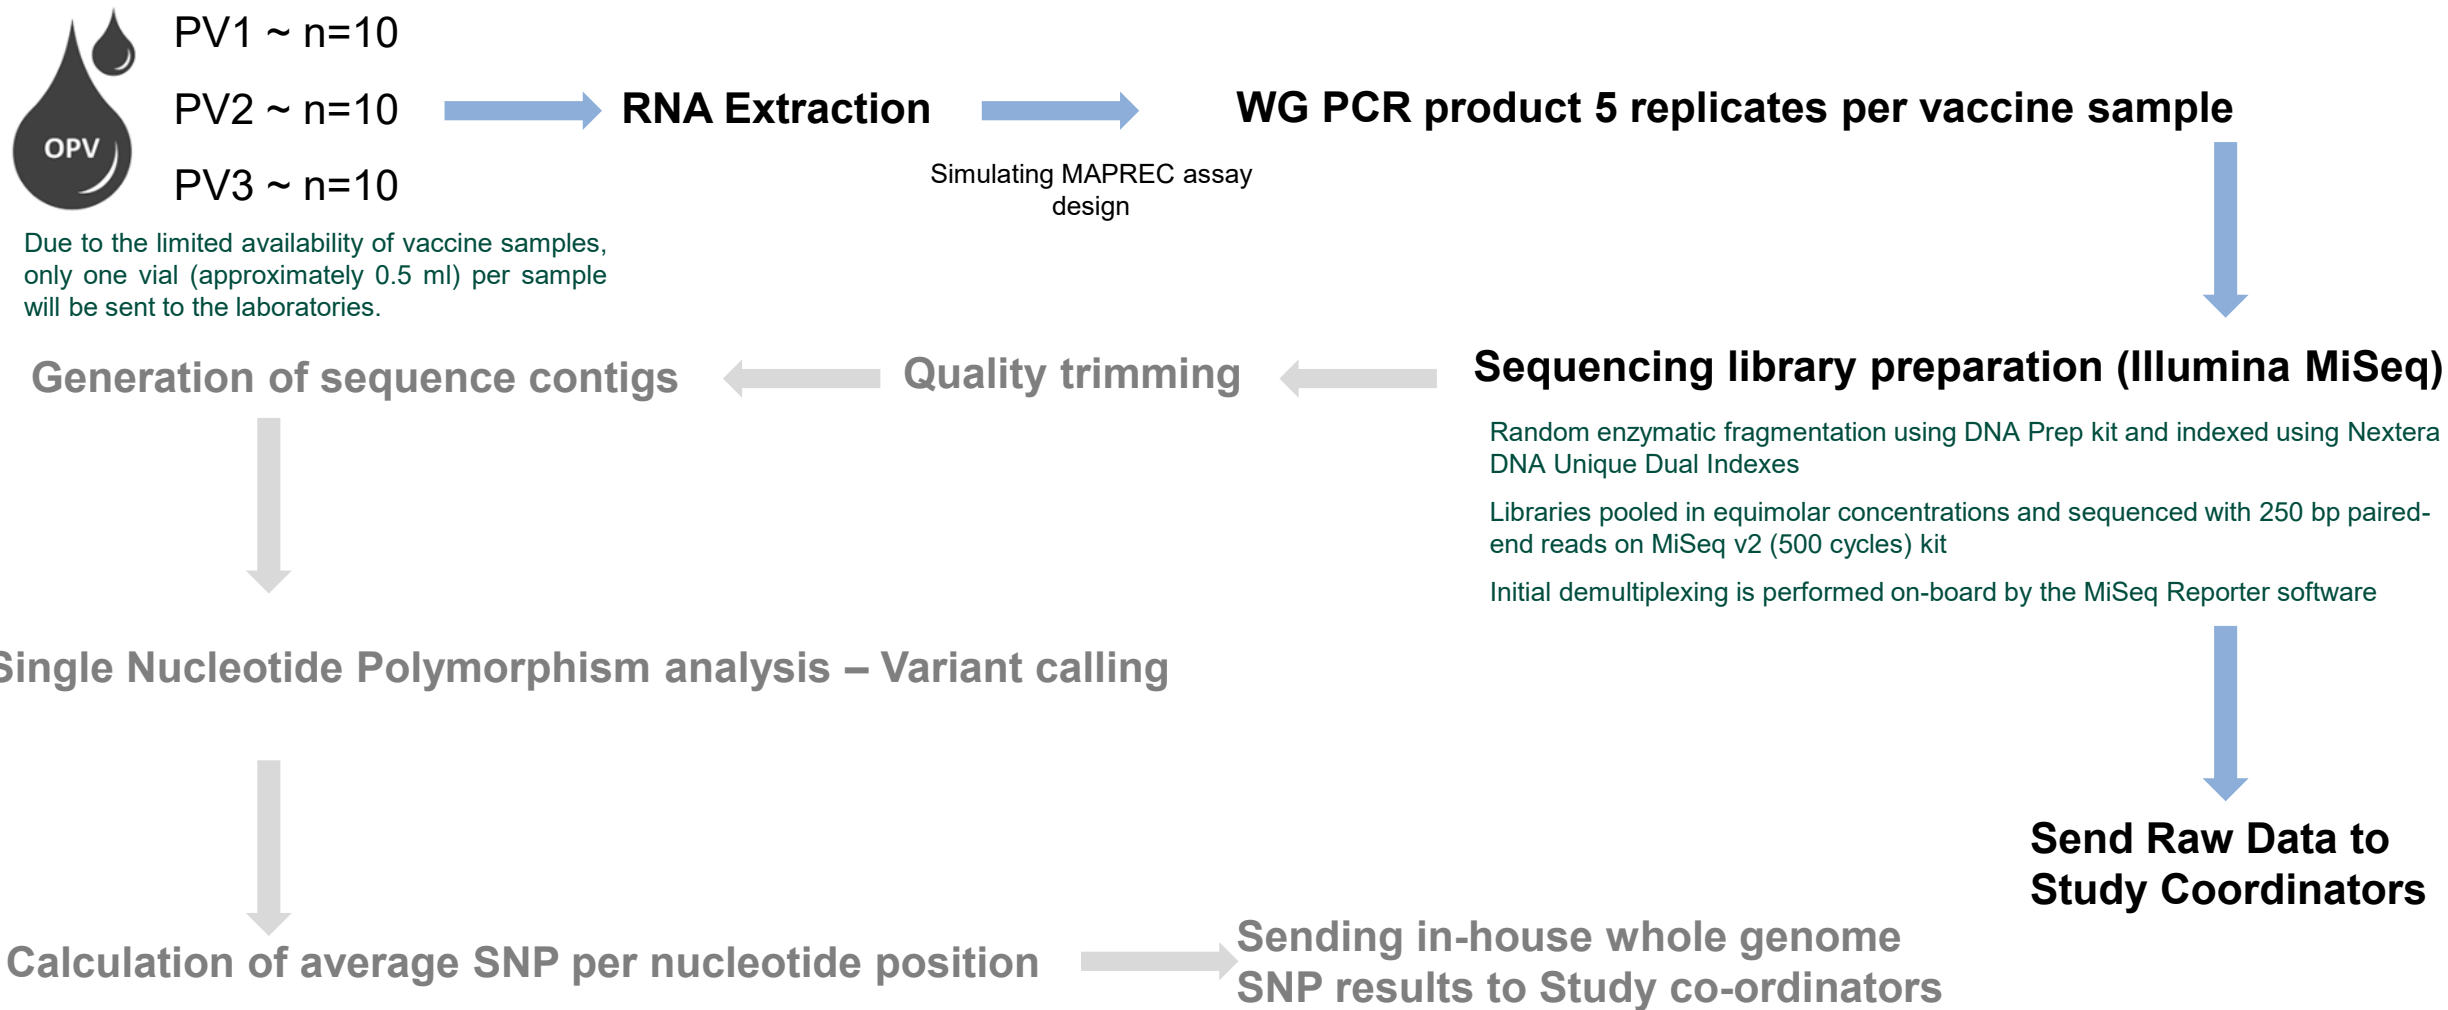 PV1 ~ n=10
PV2 ~ n=10
PV3 ~ n=10
OPV
RNA Extraction
WG PCR product 5 replicates per vaccine sample
Simulating MAPREC assay
design
Due to the limited availability of vaccine samples,
only one vial (approximately 0.5 ml) per sample
will be sent to the laboratories.
Sequencing library preparation (Illumina MiSeq)
Random enzymatic fragmentation using DNA Prep kit and indexed using Nextera
DNA Unique Dual Indexes
Libraries pooled in equimolar concentrations and sequenced with 250 bp paired-
end reads on MiSeq v2 (500 cycles) kit
Initial demultiplexing is performed on-board by the MiSeq Reporter software
Send Raw Data to
Study Coordinators
Quality trimming
Generation of sequence contigs
Single Nucleotide Polymorphism analysis – Variant calling
Calculation of average SNP per nucleotide position
Sending in-house whole genome
SNP results to Study co-ordinators